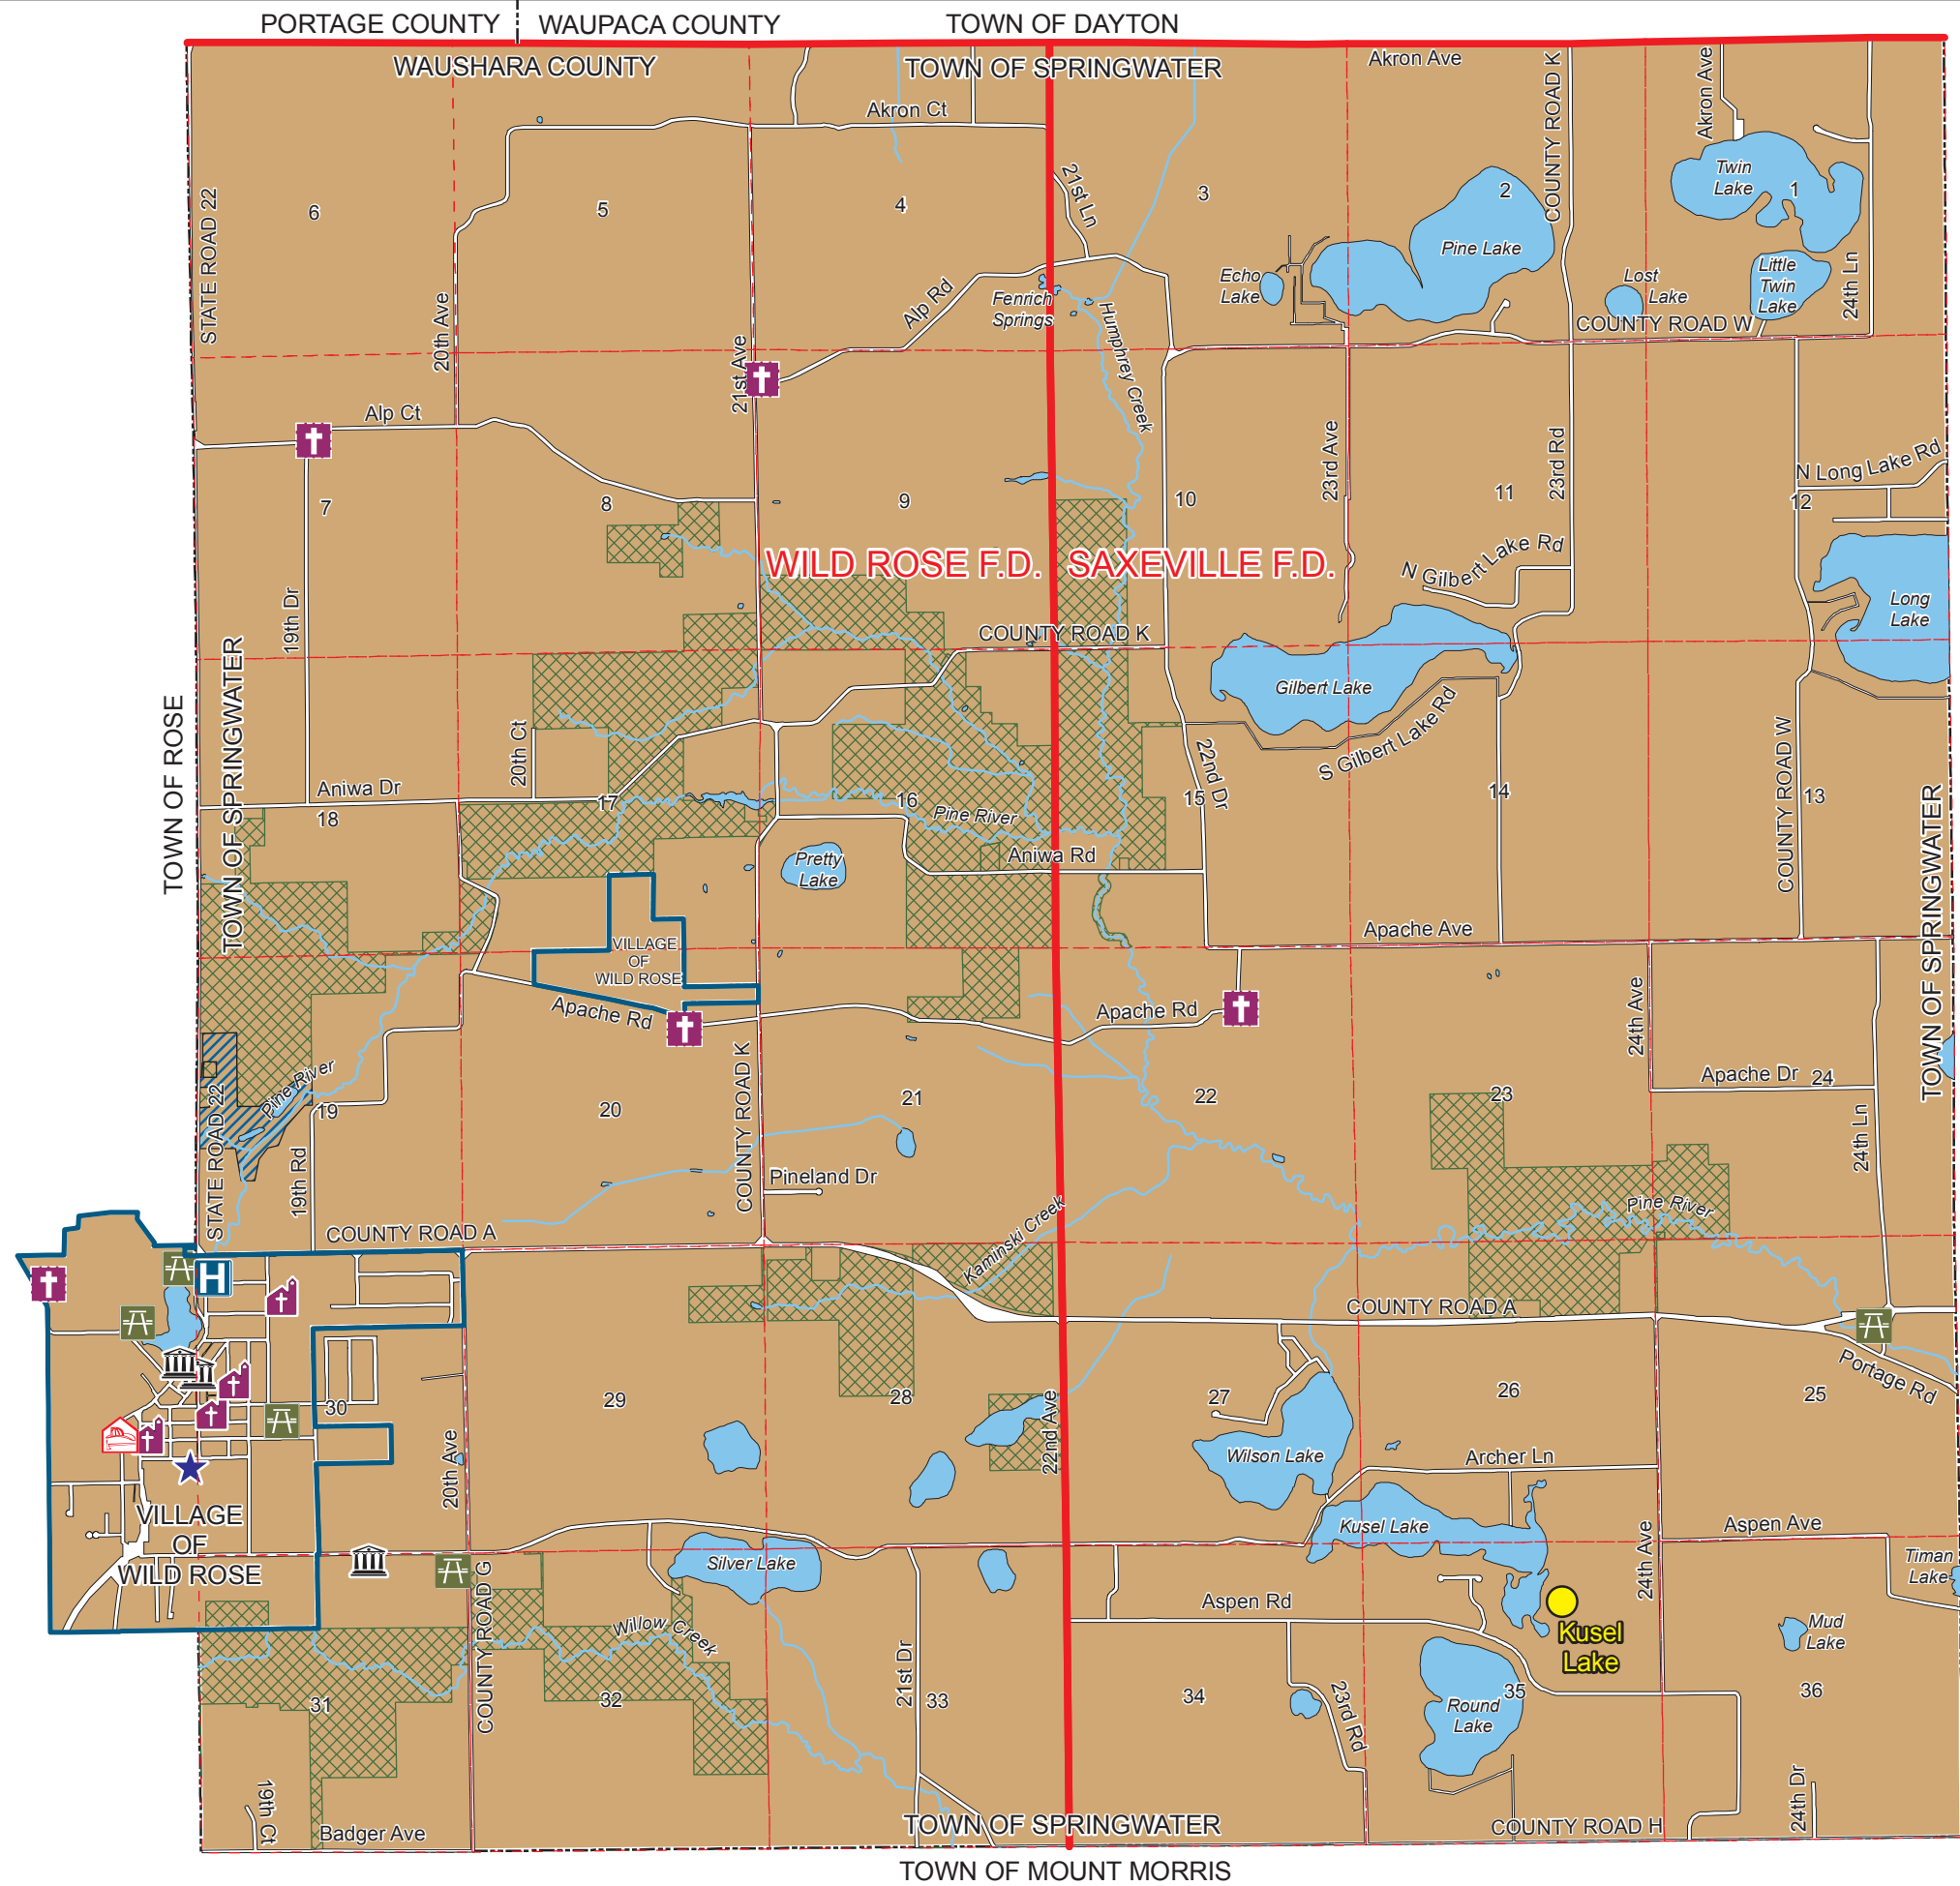 PORTAGE COUNTY
WAUPACA COUNTY
TOWN OF DAYTON
WAUSHARA COUNTY
TOWN OF SPRINGWATER
Akron Ave
COUNTY ROAD K
Akron Ave
Akron Ct
STATE ROAD 22
21st Ln
6
5
4
3
2
1
Twin
Lake
Pine Lake
Echo
Lake
Lost
Lake
Little
Twin
Lake
24th Ln
20th Ave
Alp Rd
Fenrich
Springs
Humphrey Creek
COUNTY ROAD W
21st Ave
Alp Ct
23rd Ave
23rd Rd
N Long Lake Rd
7
8
9
10
11
12
WILD ROSE F.D.
SAXEVILLE F.D.
N Gilbert Lake Rd
19th Dr
COUNTY ROAD K
Long
Lake
Gilbert Lake
S Gilbert Lake Rd
TOWN OF ROSE
TOWN OF SPRINGWATER
20th Ct
22nd Dr
COUNTY ROAD W
Aniwa Dr
18
17
16
15
14
13
Pine River
Pretty
Lake
Aniwa Rd
TOWN OF SPRINGWATER
VILLAGE
OF
WILD ROSE
Apache Ave
Apache Rd
Apache Rd
24th Ave
COUNTY ROAD K
Pine River
STATE ROAD 22
19
20
21
22
23
Apache Dr
24
24th Ln
19th Rd
Pineland Dr
Kaminski Creek
Pine River
COUNTY ROAD A
COUNTY ROAD A
H
Portage Rd
30
29
28
27
26
25
22nd Ave
20th Ave
Wilson Lake
Archer Ln
VILLAGE
OF
WILD ROSE
Kusel Lake
24th Ave
Aspen Ave
Silver Lake
Timan
Lake
COUNTY ROAD G
Aspen Rd
Willow Creek
Kusel
Lake
Mud
Lake
21st Dr
31
32
33
34
35
36
23rd Rd
Round
Lake
19th Ct
24th Dr
Badger Ave
TOWN OF SPRINGWATER
COUNTY ROAD H
TOWN OF MOUNT MORRIS